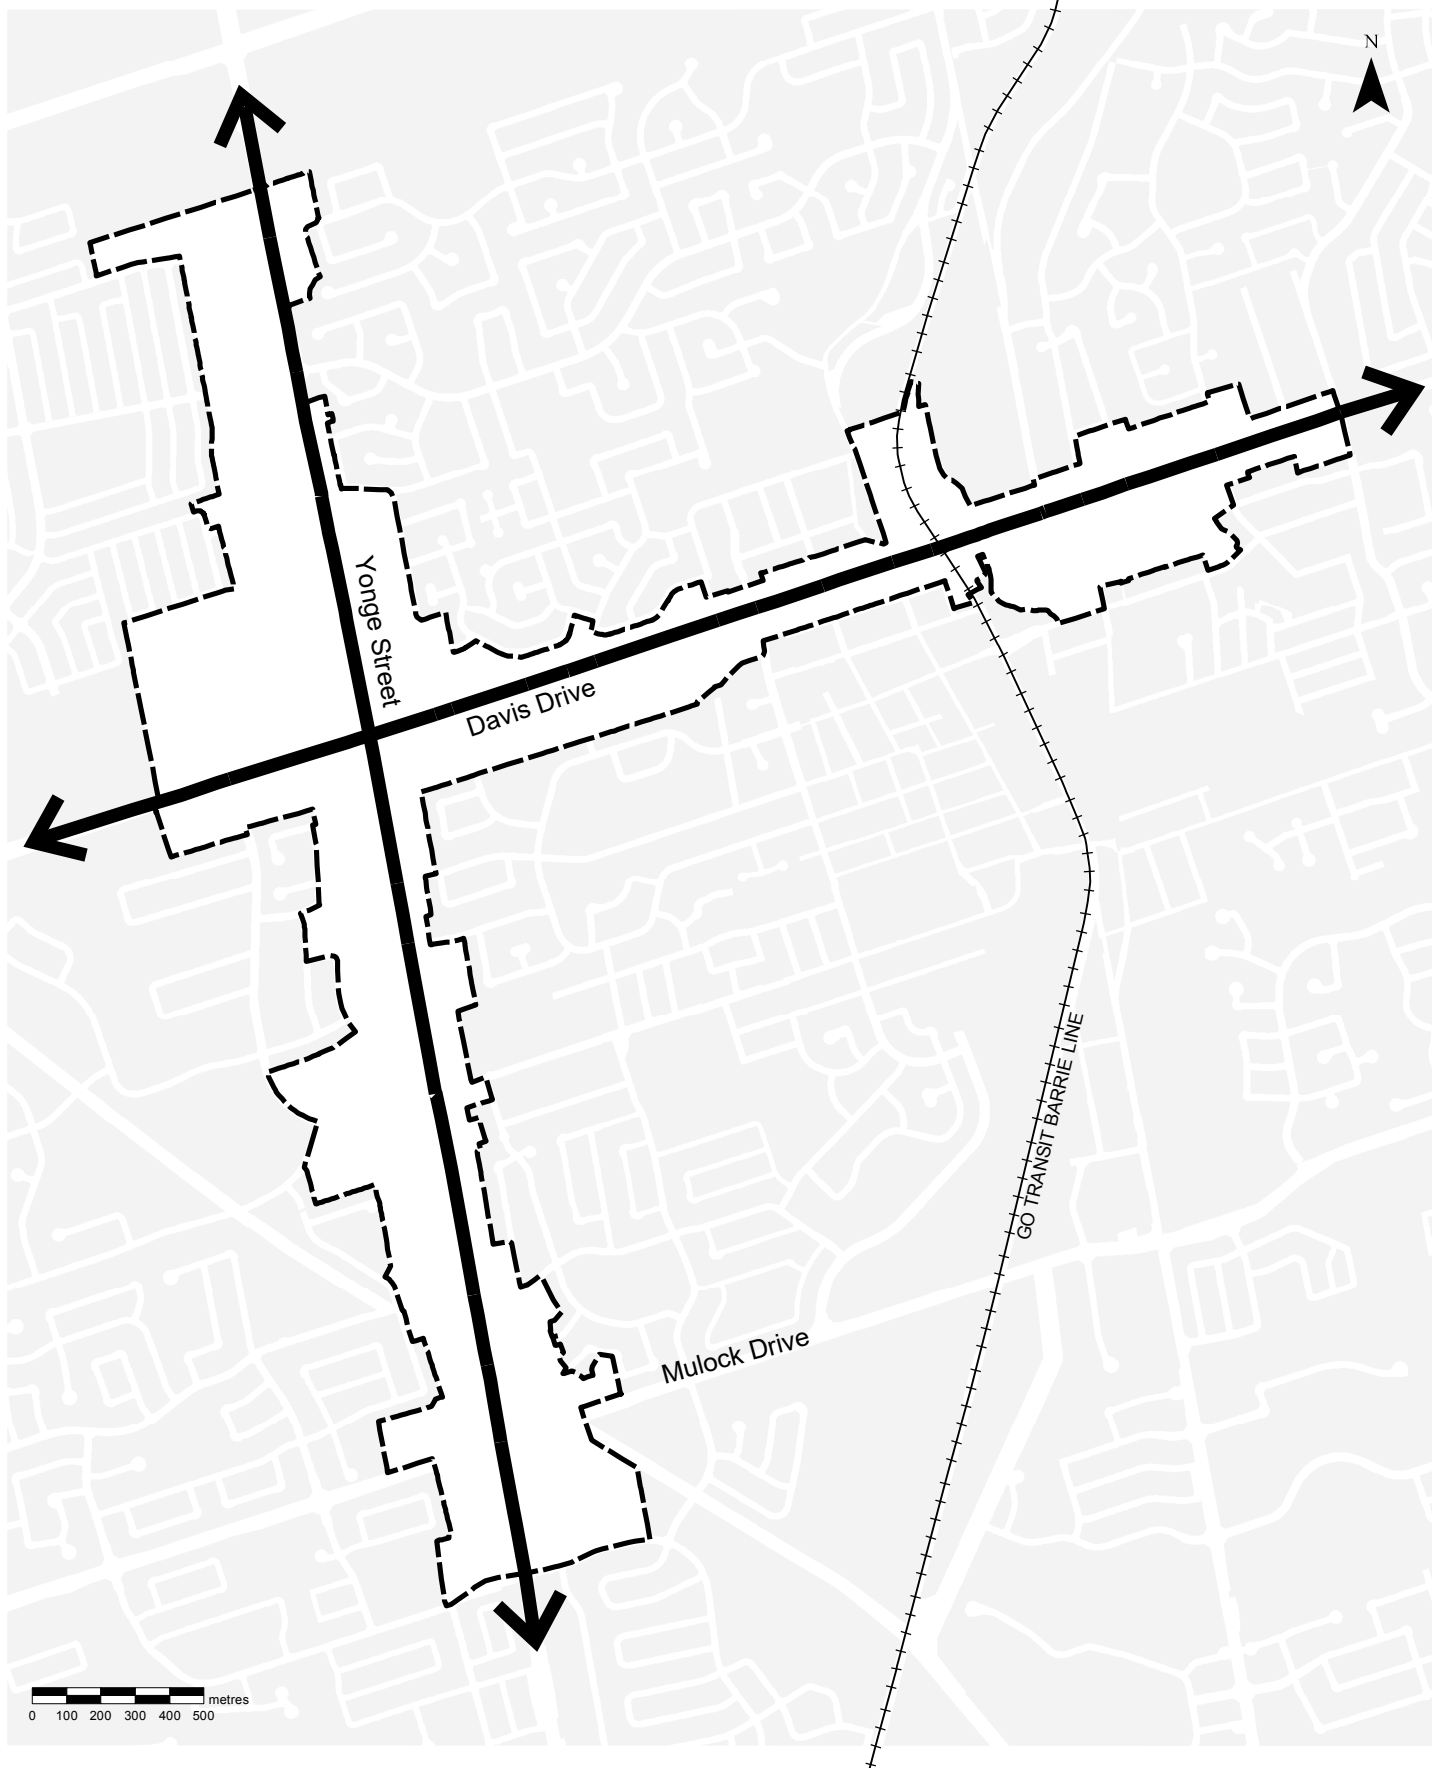 N
Yonge Street
Davis Drive
GO TRANSIT BARRIE LINE
Mulock Drive
metres
0 100 200 300 400 500